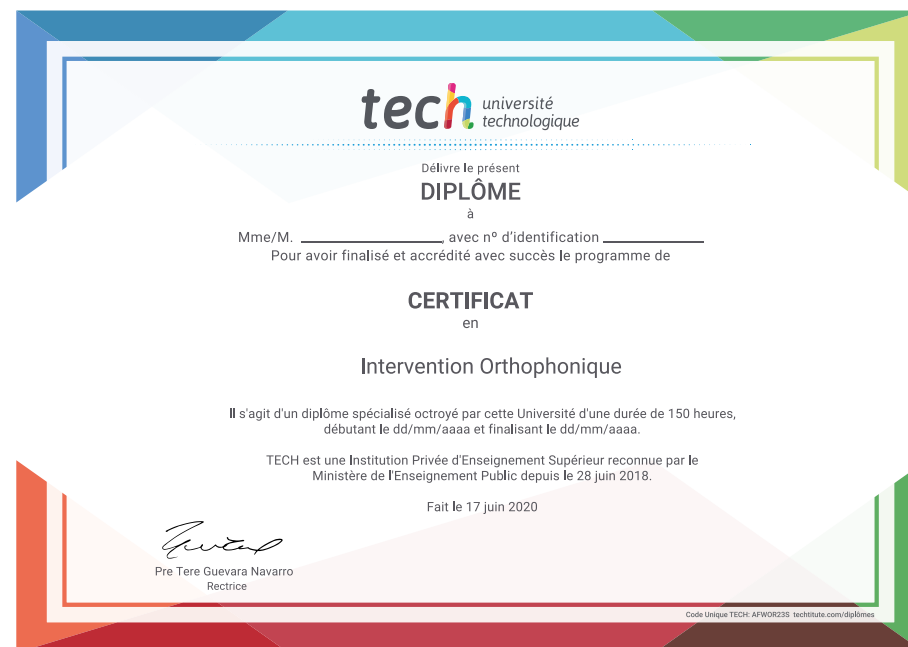 tech université
technologique
Délivre le présent
DIPLÔME
à
Mme/M. ____________________, avec nº d'identification ______________
Pour avoir finalisé et accrédité avec succès le programme de
CERTIFICAT
en
Intervention Orthophonique
Il s'agit d'un diplôme spécialisé octroyé par cette Université d'une durée de 150 heures,
débutant le dd/mm/aaaa et finalisant le dd/mm/aaaa.
TECH est une Institution Privée d'Enseignement Supérieur reconnue par le
Ministère de l'Enseignement Public depuis le 28 juin 2018.
Fait le 17 juin 2020
Pre Tere Guevara Navarro
Rectrice
Code Unique TECH: AFWOR23S techtitute.com/diplômes